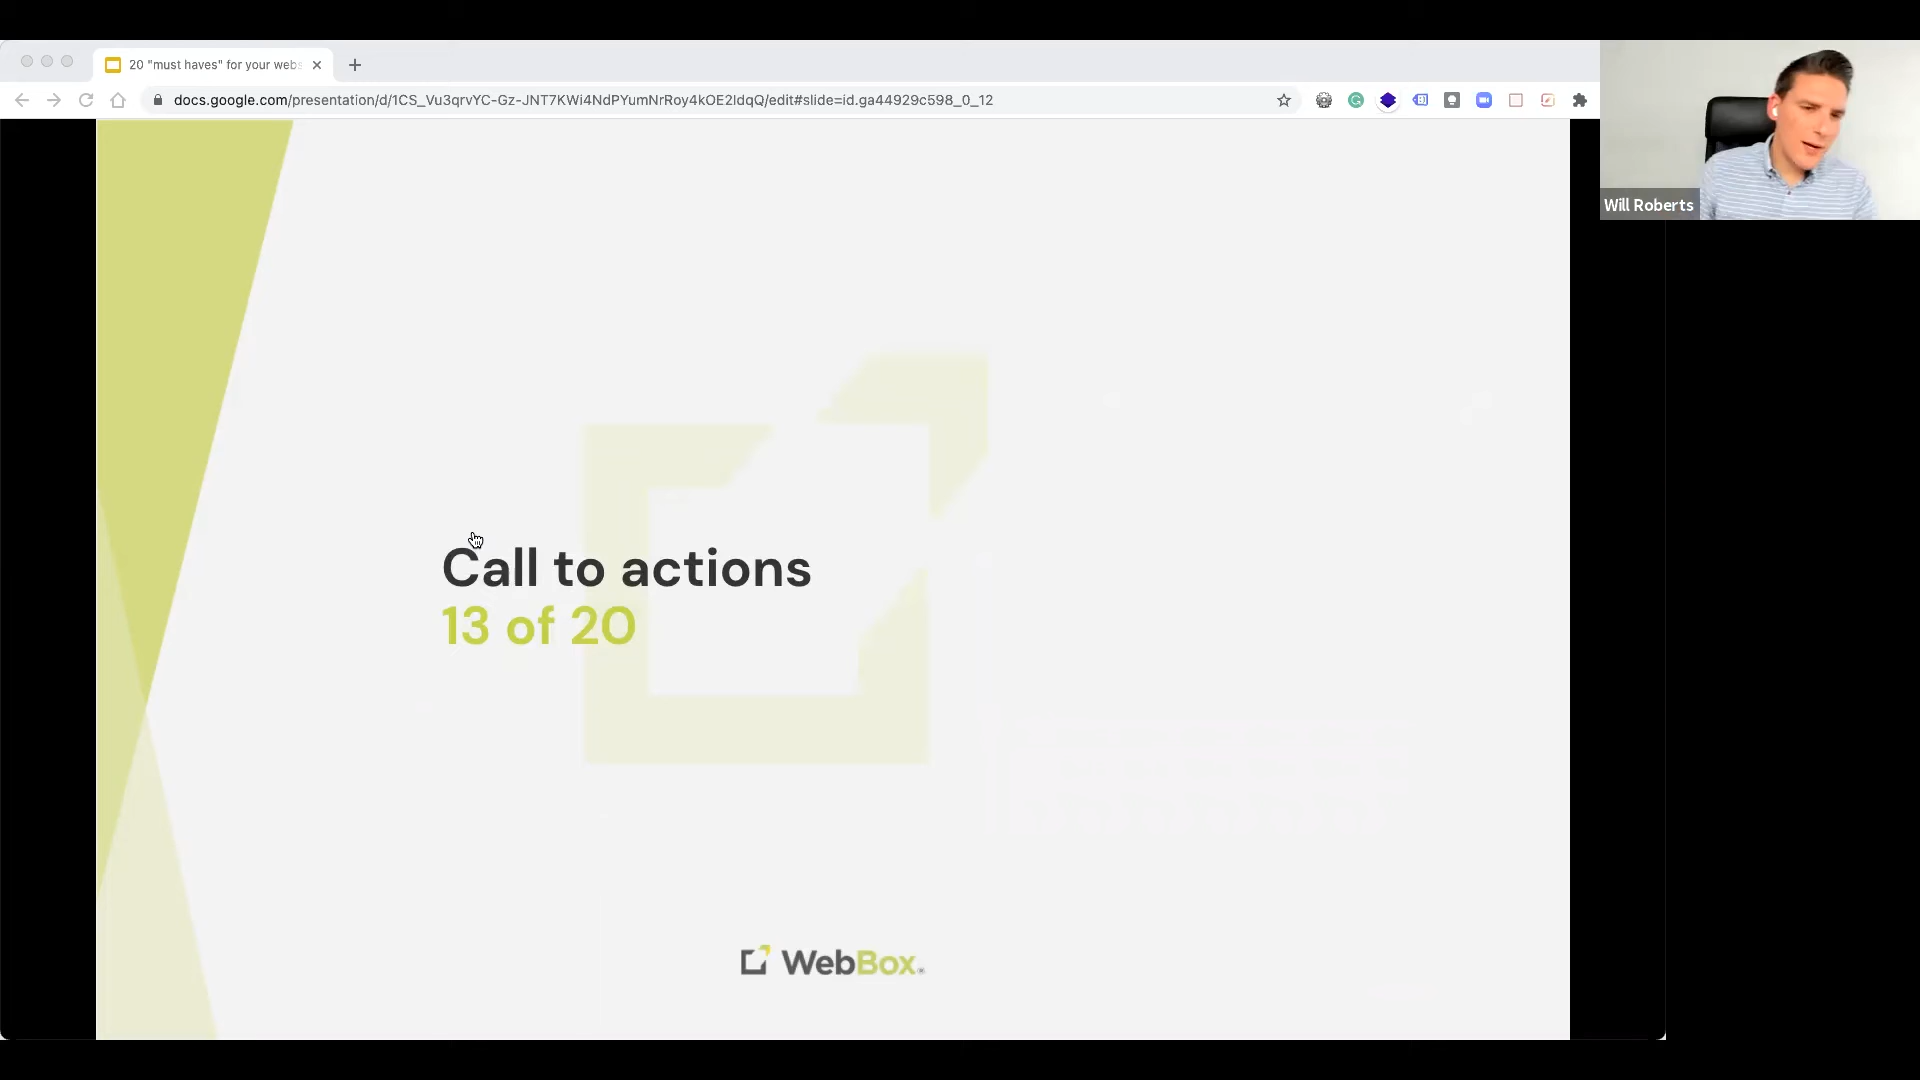 20 "must haves" for your webs
docs.google.com/presentation/d/1CS_Vu3qrvYC-Gz-JNT7KWi4NdPYumNrRoy4kOE2ldqQ/edit#slide=id.ga44929c598_0_12
Will Roberts
Call to actions
13 of 20
WebBox®